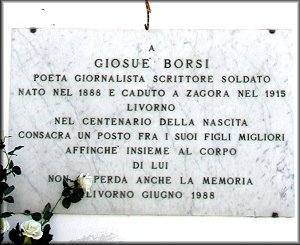 A
GIOSUE' BORSI
POETA GIORNALISTA SCRITTORE SOLDATO
NATO NEL 1888 E CADUTO A ZAGORA NEL 1915
LIVORNO
NEL CENTENARIO DELLA NASCITA
CONSACRA UN POSTO FRA I SUOI FIGLI MIGLIORI
AFFINCHÈ INSIEME AL CORPO
DI LUI
NON PERDA ANCHE LA MEMORIA
LIVORNO GIUGNO 1988